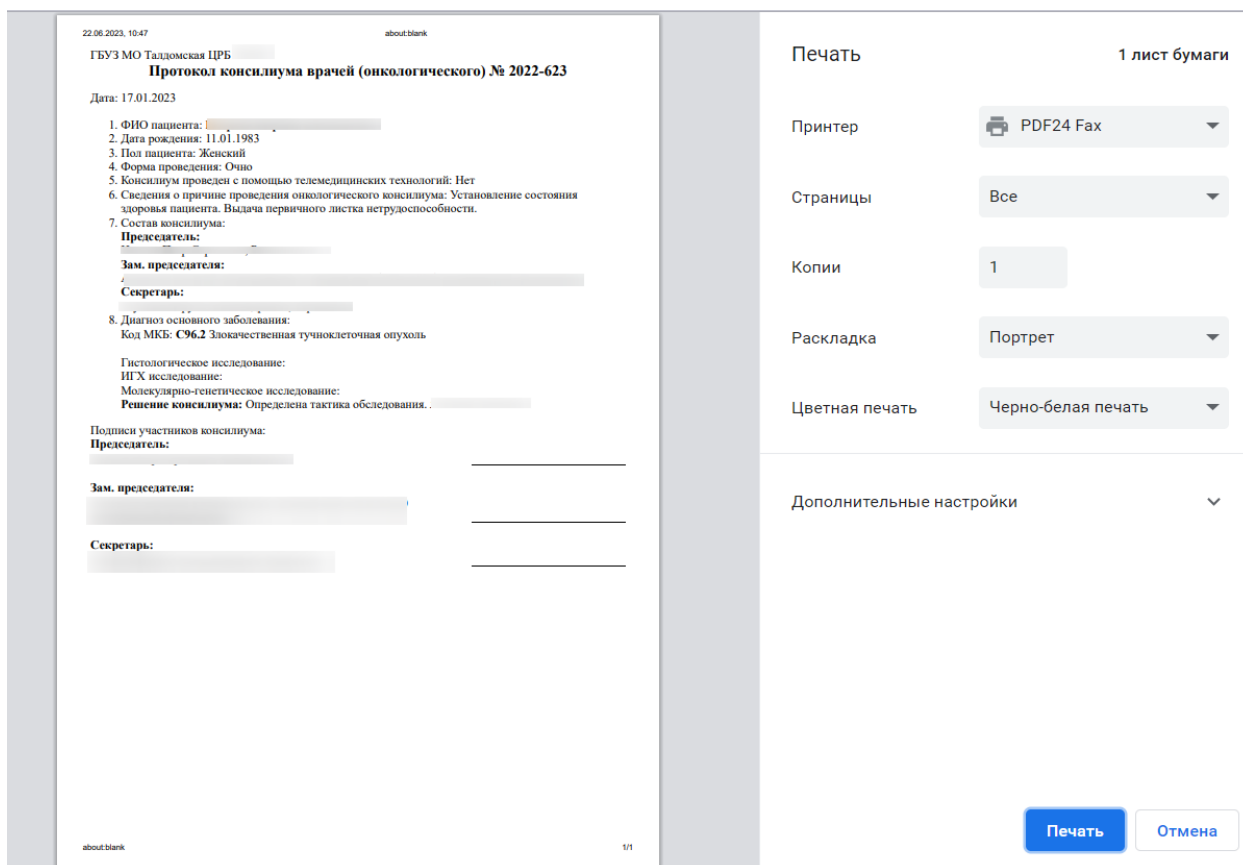 22.06.2023, 10:47 about:blank
ГБУЗ МО Талдомская ЦРБ
Протокол консилиума врачей (онкологического) № 2022-623
Дата: 17.01.2023
1. ФИО пациента:
2. Дата рождения: 11.01.1983
3. Пол пациента: Женский
4. Форма проведения: Очно
5. Консилиум проведен с помощью телемедицинских технологий: Нет
6. Сведения о причине проведения онкологического консилиума: Установление состояния
здоровья пациента. Выдача первичного листка нетрудоспособности.
7. Состав консилиума:
Председатель:
Зам. председателя:
Секретарь:
8. Диагноз основного заболевания:
Код МКБ: C96.2 Злокачественная тучноклеточная опухоль
Гистологическое исследование:
ИГХ исследование:
Молекулярно-генетическое исследование:
Решение консилиума: Определена тактика обследования.
Подписи участников консилиума:
Председатель:
Зам. председателя:
Секретарь:
about:blank 1/1
Печать 1 лист бумаги
Принтер PDF24 Fax
Страницы Все
Копии 1
Раскладка Портрет
Цветная печать Черно-белая печать
Дополнительные настройки
Печать Отмена